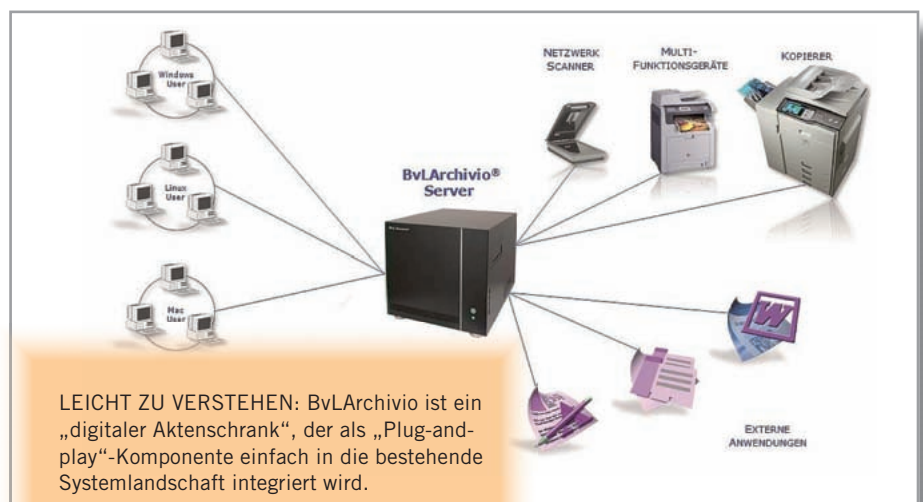 Windows
User
Linux
User
Mac
User
NETZWERK
SCANNER
MULTI-
FUNKTIONSGERÄTE
KOPIERER
BvLArchivio®
Server
W
EXTERNE
ANWENDUNGEN
LEICHT ZU VERSTEHEN: BvLArchivio ist ein
„digitaler Aktenschrank“, der als „Plug-and-
play“-Komponente einfach in die bestehende
Systemlandschaft integriert wird.